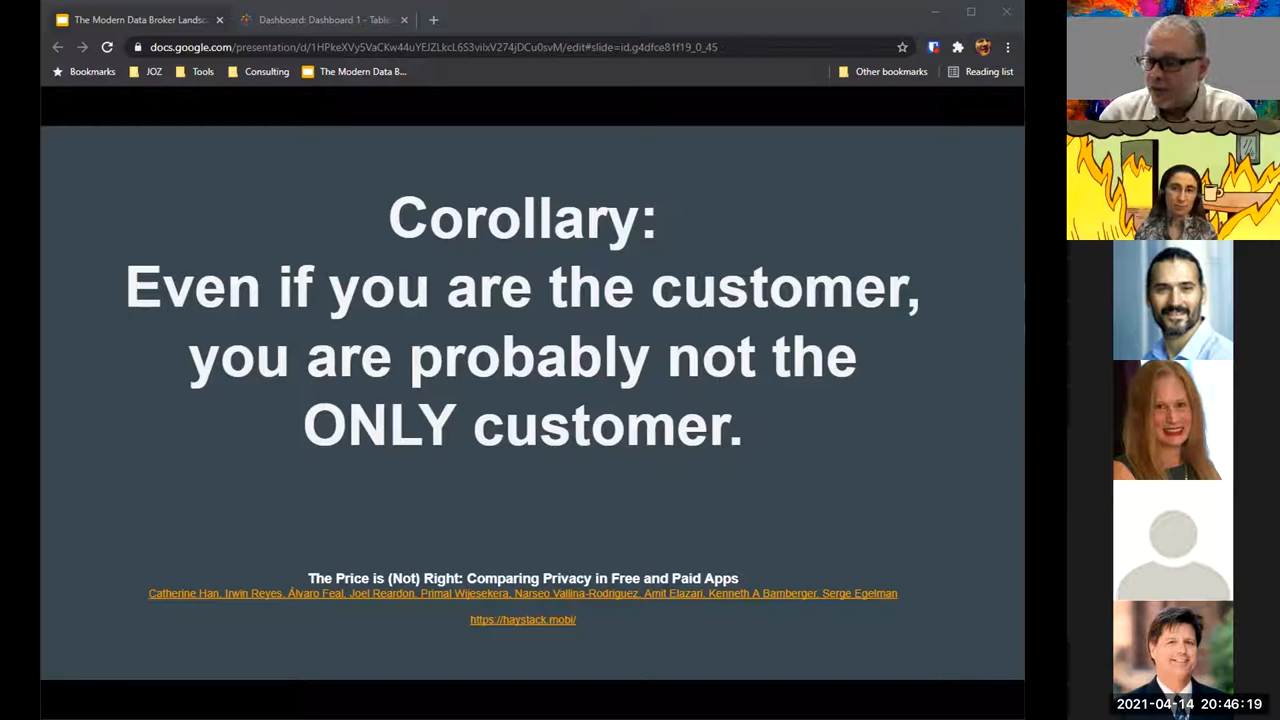 The Modern Data Broker Landsc
Dashboard: Dashboard 1 - Table
docs.google.com/presentation/d/1HPkeXVy5VaCKw44uYEJZLkcL6S3vilxV274jDCu0svM/edit#slide=id.g4dfce81f19_0_45
Bookmarks
JOZ
Tools
Consulting
The Modern Data B...
Other bookmarks
Reading list
Corollary:
Even if you are the customer,
you are probably not the
ONLY customer.
The Price is (Not) Right: Comparing Privacy in Free and Paid Apps
Catherine Han, Irwin Reyes, Álvaro Feal, Joel Reardon, Primal Wijesekera, Narseo Vallina-Rodriguez, Amit Elazari, Kenneth A Bamberger, Serge Egelman
https://haystack.mobi/
2021-04-14 20:46:19